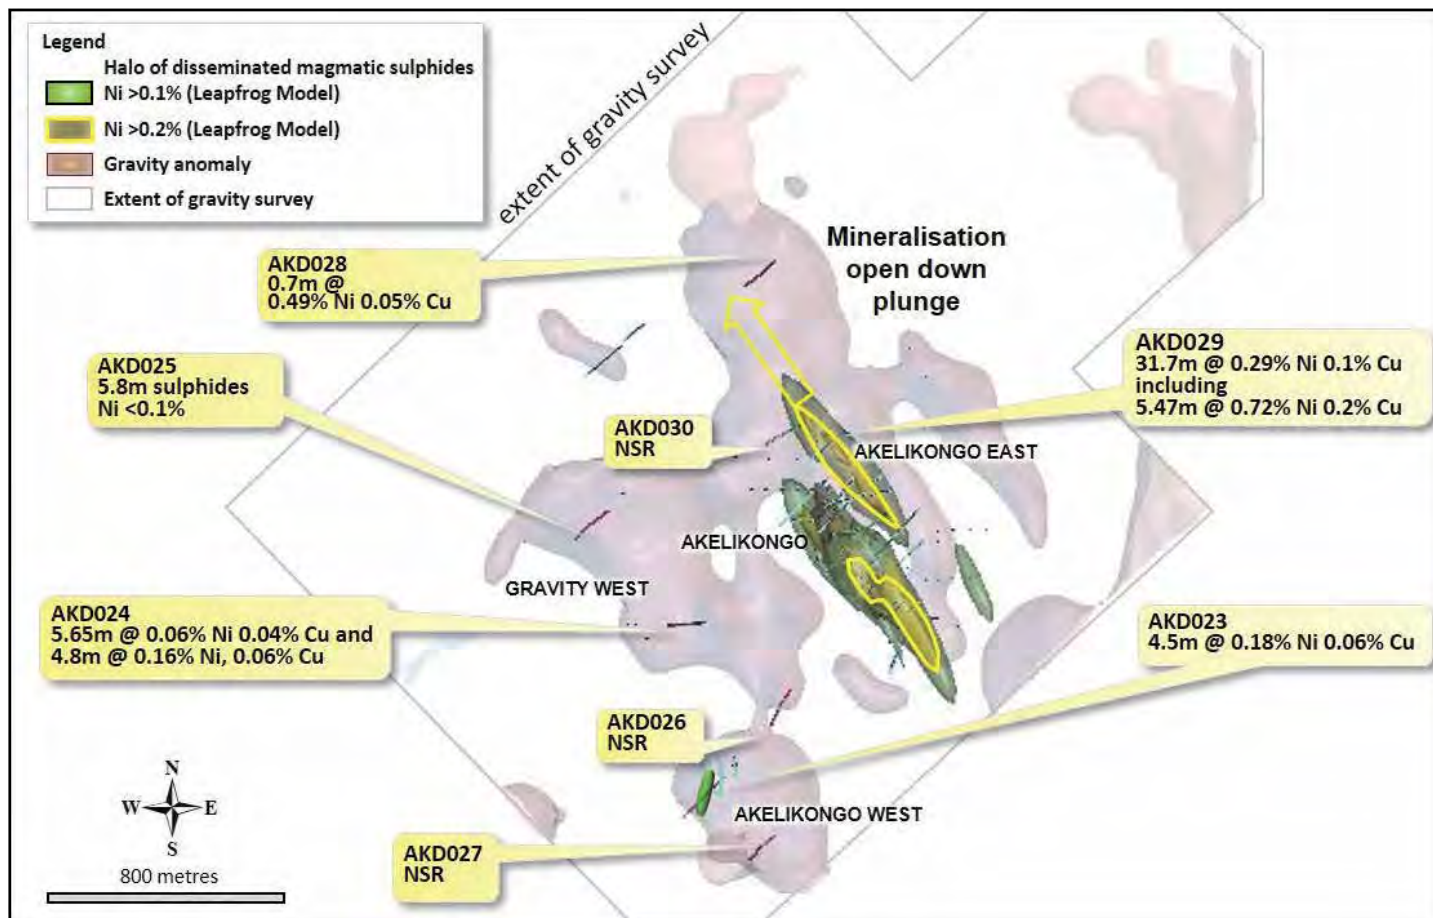 Legend
Halo of disseminated magmatic sulphides
Ni >0.1% (Leapfrog Model)
Ni >0.2% (Leapfrog Model)
Gravity anomaly
Extent of gravity survey
extent of gravity survey
Mineralisation
open down
plunge
AKD028
0.7m @
0.49% Ni 0.05% Cu
AKD029
31.7m @ 0.29% Ni 0.1% Cu
including
5.47m @ 0.72% Ni 0.2% Cu
AKD025
5.8m sulphides
Ni <0.1%
AKD030
NSR
AKELIKONGO EAST
AKELIKONGO
GRAVITY WEST
AKD024
5.65m @ 0.06% Ni 0.04% Cu and
4.8m @ 0.16% Ni, 0.06% Cu
AKD023
4.5m @ 0.18% Ni 0.06% Cu
AKD026
NSR
AKELIKONGO WEST
AKD027
NSR
N
W E
S
800 metres